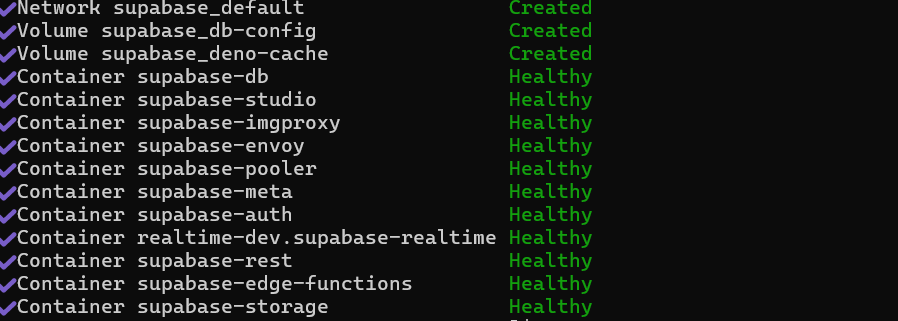 ✓Network supabase_default Created
✓Volume supabase_db-config Created
✓Volume supabase_deno-cache Created
✓Container supabase-db Healthy
✓Container supabase-studio Healthy
✓Container supabase-imgproxy Healthy
✓Container supabase-envoy Healthy
✓Container supabase-pooler Healthy
✓Container supabase-meta Healthy
✓Container supabase-auth Healthy
✓Container realtime-dev.supabase-realtime Healthy
✓Container supabase-rest Healthy
✓Container supabase-edge-functions Healthy
✓Container supabase-storage Healthy